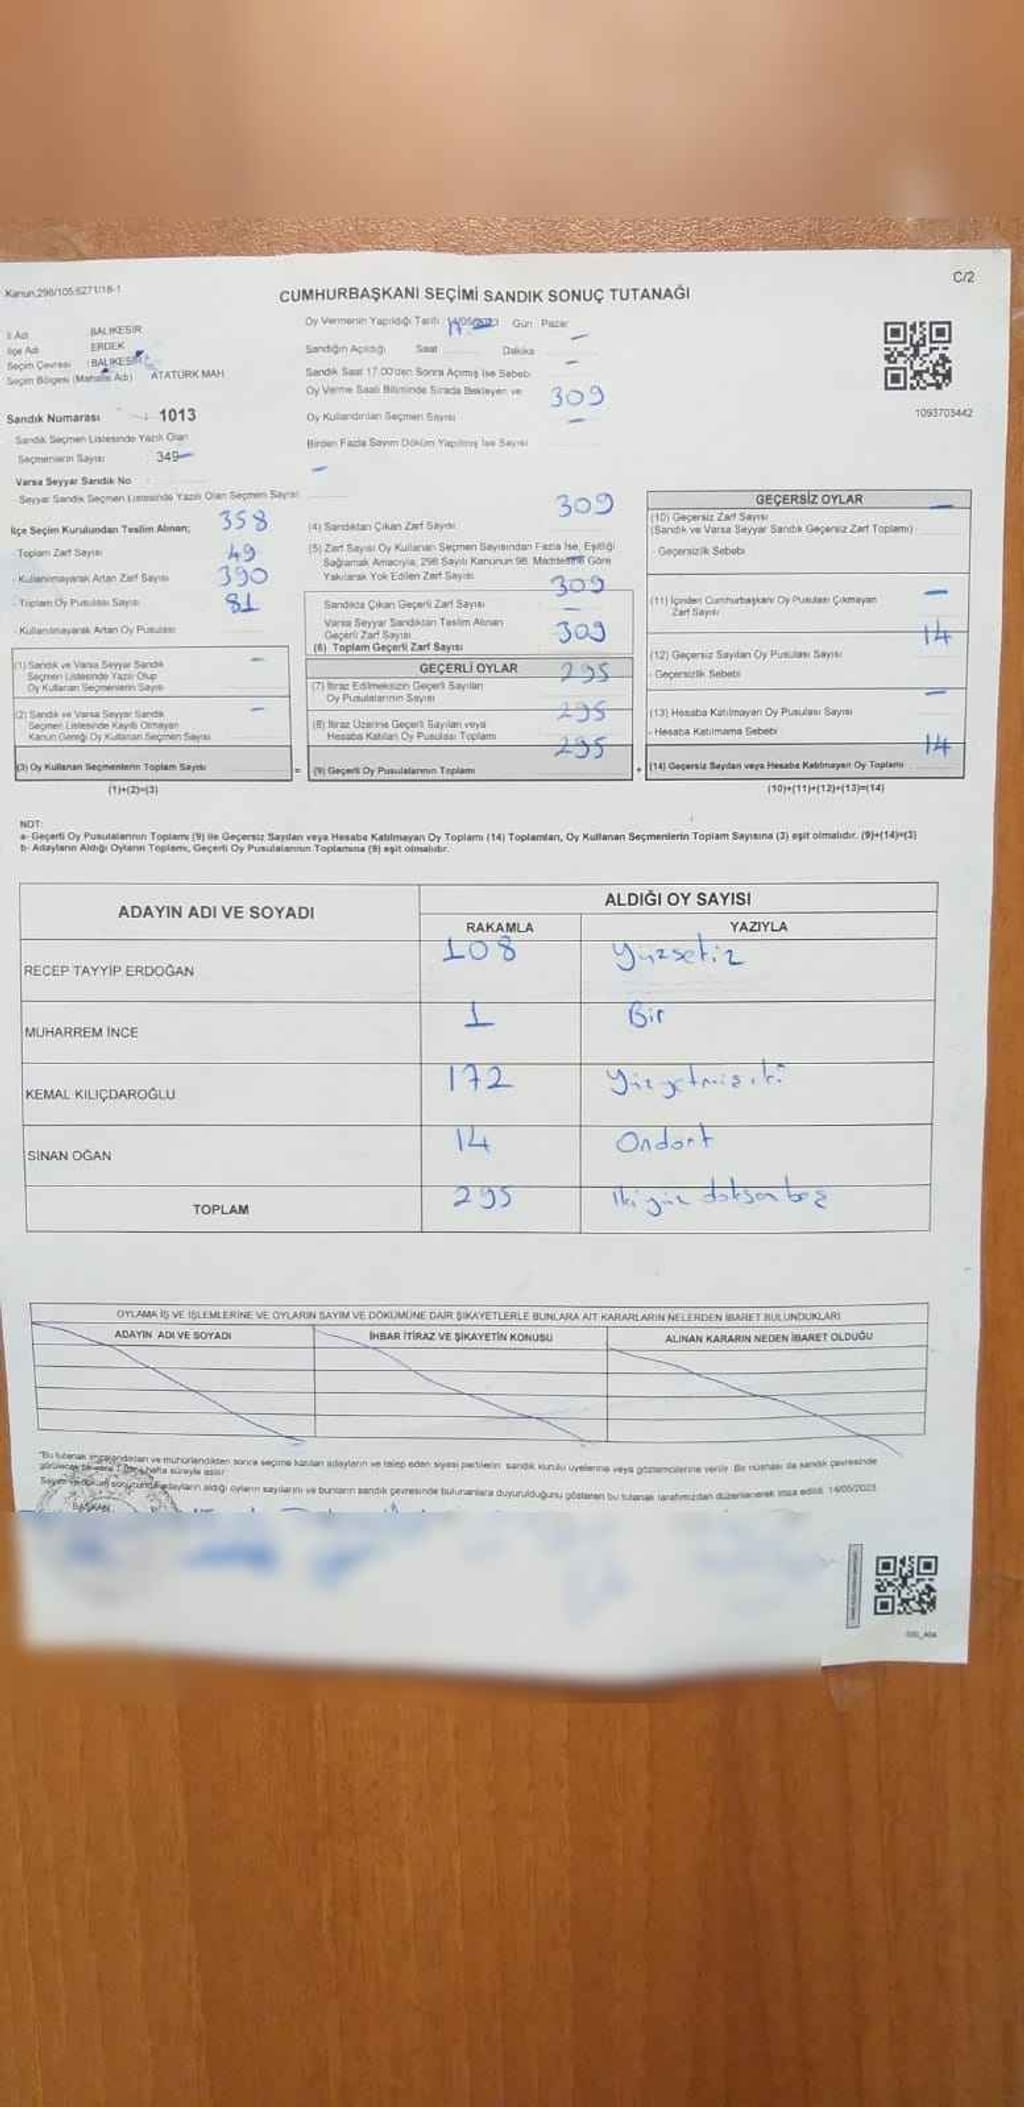 Kanun.298/105.6271/18-1
C/2
CUMHURBAŞKANI SEÇİMİ SANDIK SONUÇ TUTANAĞI
İl Adı BALIKESİR
İlçe Adı ERDEK
Seçim Çevresi BALIKESİR
Seçim Bölgesi (Mahalle Adı) ATATÜRK MAH
Sandık Numarası 1013
Sandık Seçmen Listesinde Yazılı Olan
Seçmenlerin Sayısı 349
Varsa Seyyar Sandık No
Seyyar Sandık Seçmen Listesinde Yazılı Olan Seçmen Sayısı
Oy Vermenin Yapıldığı Tarih 14/05/2023 Gün Pazar
Sandığın Açıldığı Saat Dakika
Sandık Saat 17.00'den Sonra Açılmış İse Sebebi
Oy Verme Saati Bitiminde Sırada Bekleyen ve
309
Oy Kullandırılan Seçmen Sayısı
Birden Fazla Sayım Döküm Yapılmış İse Sayısı
1093703442
İlçe Seçim Kurulundan Teslim Alınan; 358
- Toplam Zarf Sayısı 49
- Kullanılmayarak Artan Zarf Sayısı 390
- Toplam Oy Pusulası Sayısı 81
- Kullanılmayarak Artan Oy Pusulası
(1) Sandık ve Varsa Seyyar Sandık
Seçmen Listesinde Yazılı Olup
Oy Kullanan Seçmenlerin Sayısı
(2) Sandık ve Varsa Seyyar Sandık
Seçmen Listesinde Kayıtlı Olmayan
Kanun Gereği Oy Kullanan Seçmen Sayısı
(3) Oy Kullanan Seçmenlerin Toplam Sayısı
(1)+(2)=(3)
309
(4) Sandıktan Çıkan Zarf Sayısı
(5) Zarf Sayısı Oy Kullanan Seçmen Sayısından Fazla İse, Eşitliği
Sağlamak Amacıyla; 298 Sayılı Kanunun 98. Maddesine Göre
Yakılarak Yok Edilen Zarf Sayısı
309
Sandıkta Çıkan Geçerli Zarf Sayısı
Varsa Seyyar Sandıktan Teslim Alınan
Geçerli Zarf Sayısı 309
(6) Toplam Geçerli Zarf Sayısı
GEÇERLİ OYLAR
295
(7) İtiraz Edilmeksizin Geçerli Sayılan
Oy Pusulalarının Sayısı
295
(8) İtiraz Üzerine Geçerli Sayılan veya
Hesaba Katılan Oy Pusulası Toplamı
295
= (9) Geçerli Oy Pusulalarının Toplamı
GEÇERSİZ OYLAR
(10) Geçersiz Zarf Sayısı
(Sandık ve Varsa Seyyar Sandık Geçersiz Zarf Toplamı)
- Geçersizlik Sebebi
(11) İçinden Cumhurbaşkanı Oy Pusulası Çıkmayan
Zarf Sayısı
14
(12) Geçersiz Sayılan Oy Pusulası Sayısı
- Geçersizlik Sebebi
(13) Hesaba Katılmayan Oy Pusulası Sayısı
- Hesaba Katılmama Sebebi
14
+ (14) Geçersiz Sayılan veya Hesaba Katılmayan Oy Toplamı
(10)+(11)+(12)+(13)=(14)
NOT:
a- Geçerli Oy Pusulalarının Toplamı (9) ile Geçersiz Sayılan veya Hesaba Katılmayan Oy Toplamı (14) Toplamları, Oy Kullanan Seçmenlerin Toplam Sayısına (3) eşit olmalıdır. (9)+(14)=(3)
b- Adayların Aldığı Oyların Toplamı, Geçerli Oy Pusulalarının Toplamına (9) eşit olmalıdır.
ADAYIN ADI VE SOYADI ALDIĞI OY SAYISI
RAKAMLA YAZIYLA
RECEP TAYYİP ERDOĞAN 108 Yüzsekiz
MUHARREM İNCE 1 Bir
KEMAL KILIÇDAROĞLU 172 Yüzyetmişiki
SİNAN OĞAN 14 Ondört
TOPLAM 295 İkiyüz doksan beş
OYLAMA İŞ VE İŞLEMLERİNE VE OYLARIN SAYIM VE DÖKÜMÜNE DAİR ŞİKAYETLERLE BUNLARA AİT KARARLARIN NELERDEN İBARET BULUNDUKLARI
ADAYIN ADI VE SOYADI İHBAR İTİRAZ VE ŞİKAYETİN KONUSU ALINAN KARARIN NEDEN İBARET OLDUĞU
"Bu tutanak imzalandıktan ve mühürlendikten sonra seçime katılan adayların ve talep eden siyasi partilerin sandık kurulu üyelerine veya gözlemcilerine verilir. Bir nüshası da sandık çevresinde
hafta süreyle asılır.
adayların aldığı oyların sayılarını ve bunların sandık çevresinde bulunanlara duyurulduğunu gösteren bu tutanak tarafımızdan düzenlenerek imza edildi. 14/05/2023
BAŞKAN